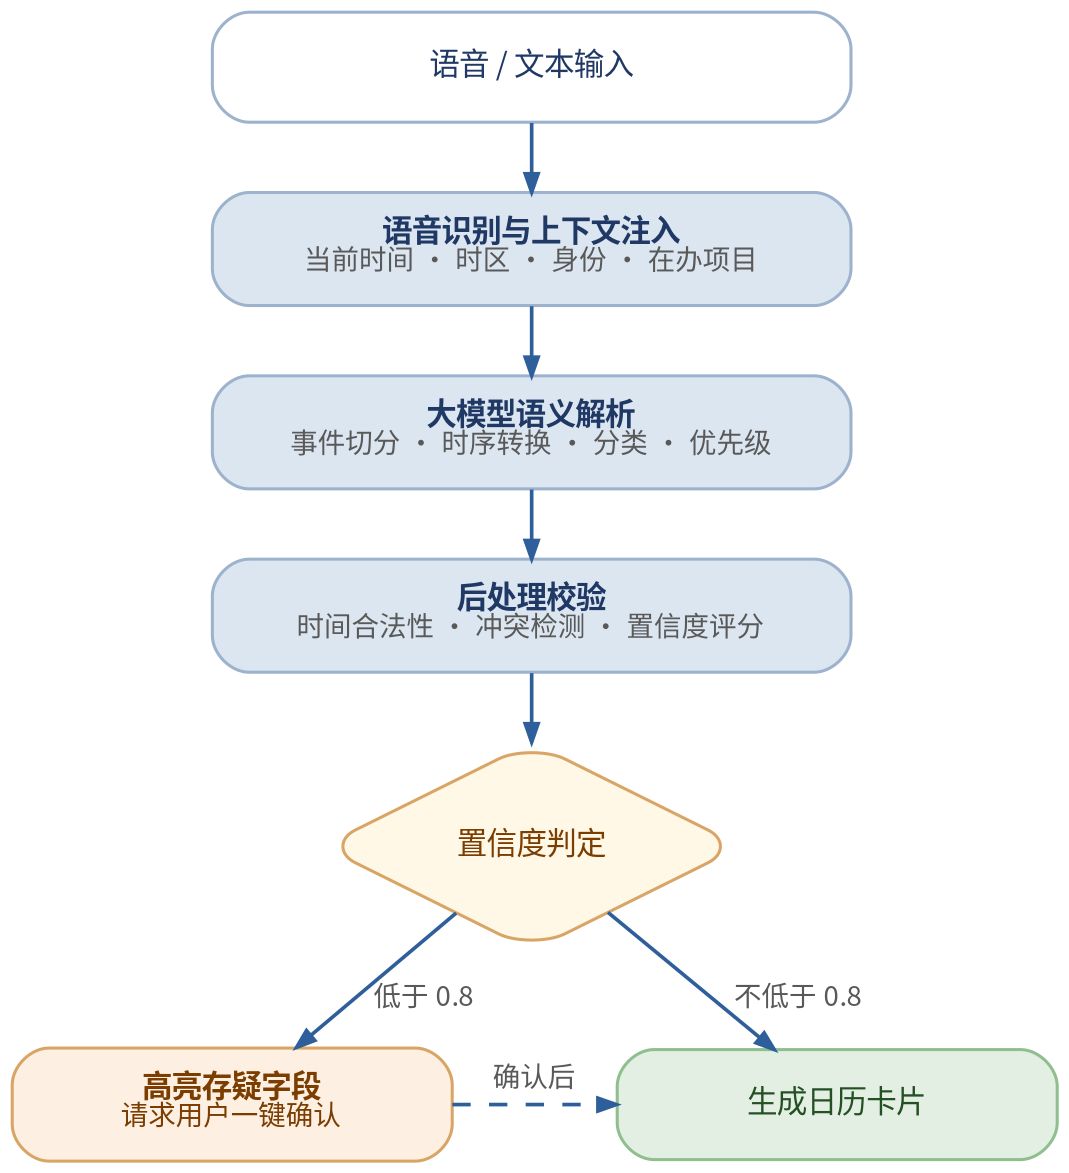 语音 / 文本输入
语音识别与上下文注入
当前时间 · 时区 · 身份 · 在办项目
大模型语义解析
事件切分 · 时序转换 · 分类 · 优先级
后处理校验
时间合法性 · 冲突检测 · 置信度评分
置信度判定
低于 0.8
不低于 0.8
高亮存疑字段
请求用户一键确认
确认后
生成日历卡片